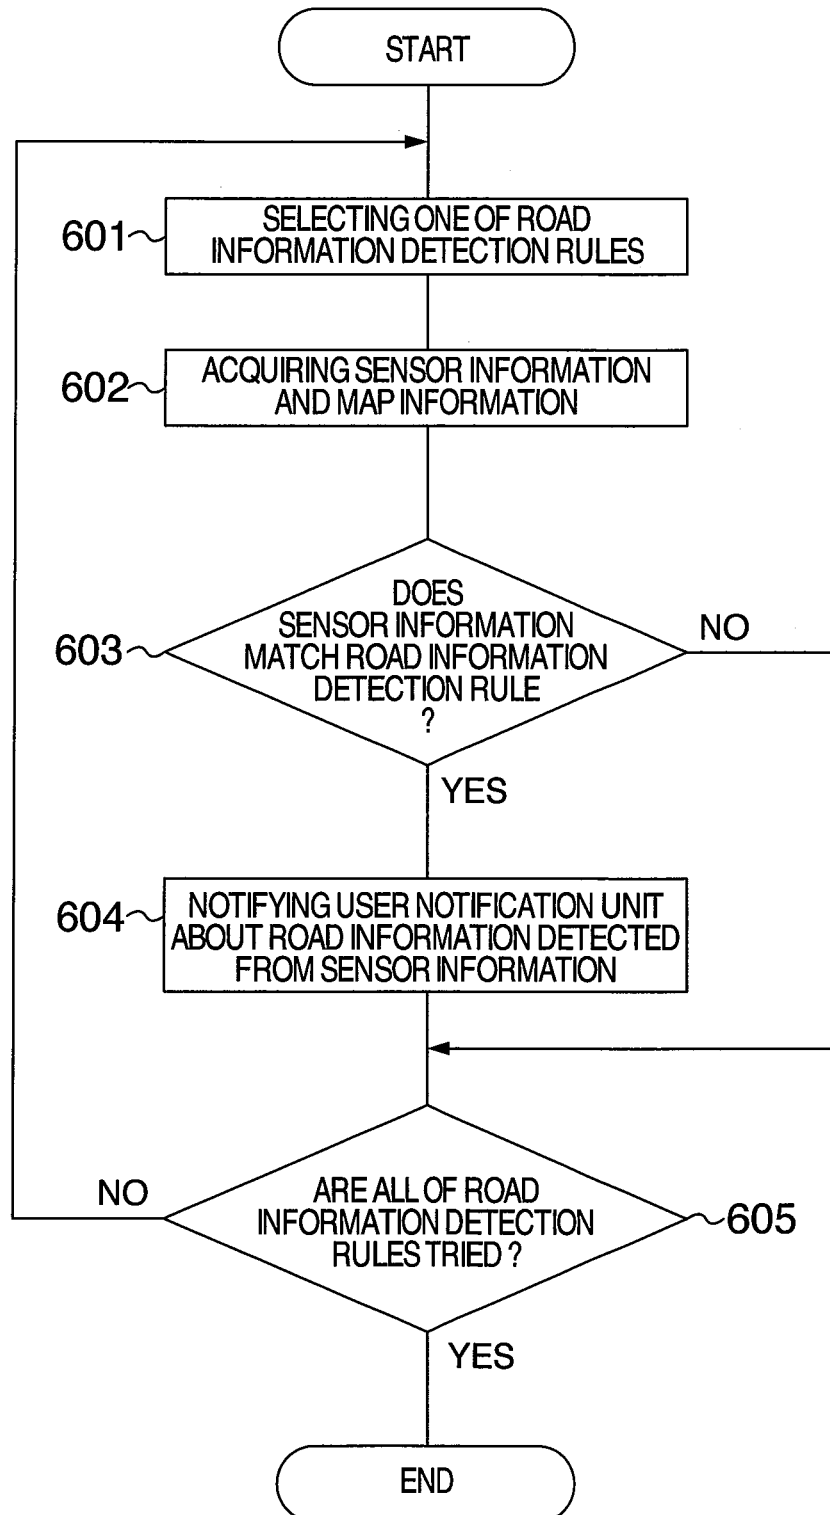 START
601
SELECTING ONE OF ROAD
INFORMATION DETECTION RULES
602
ACQUIRING SENSOR INFORMATION
AND MAP INFORMATION
603
DOES
SENSOR INFORMATION
MATCH ROAD INFORMATION
DETECTION RULE
?
NO
YES
604
NOTIFYING USER NOTIFICATION UNIT
ABOUT ROAD INFORMATION DETECTED
FROM SENSOR INFORMATION
NO
ARE ALL OF ROAD
INFORMATION DETECTION
RULES TRIED ?
605
YES
END